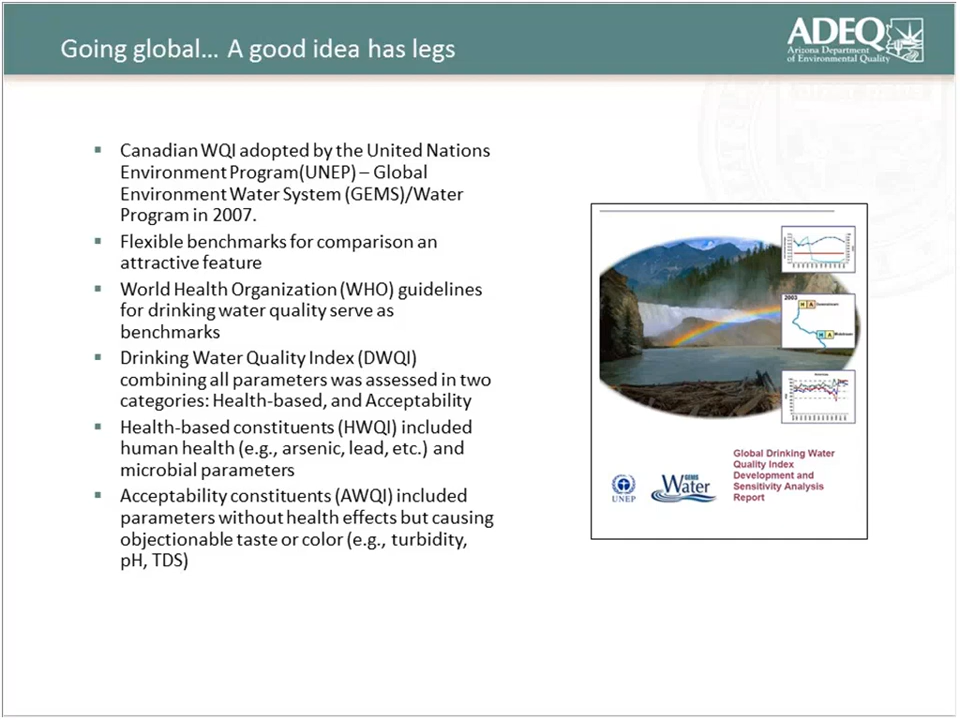 Going global... A good idea has legs
ADEQ
Arizona Department
of Environmental Quality
▪ Canadian WQI adopted by the United Nations
Environment Program(UNEP) – Global
Environment Water System (GEMS)/Water
Program in 2007.
▪ Flexible benchmarks for comparison an
attractive feature
▪ World Health Organization (WHO) guidelines
for drinking water quality serve as
benchmarks
▪ Drinking Water Quality Index (DWQI)
combining all parameters was assessed in two
categories: Health-based, and Acceptability
▪ Health-based constituents (HWQI) included
human health (e.g., arsenic, lead, etc.) and
microbial parameters
▪ Acceptability constituents (AWQI) included
parameters without health effects but causing
objectionable taste or color (e.g., turbidity,
pH, TDS)
2003
H A
H A
UNEP
GEMS
Water
Global Drinking Water
Quality Index
Development and
Sensitivity Analysis
Report